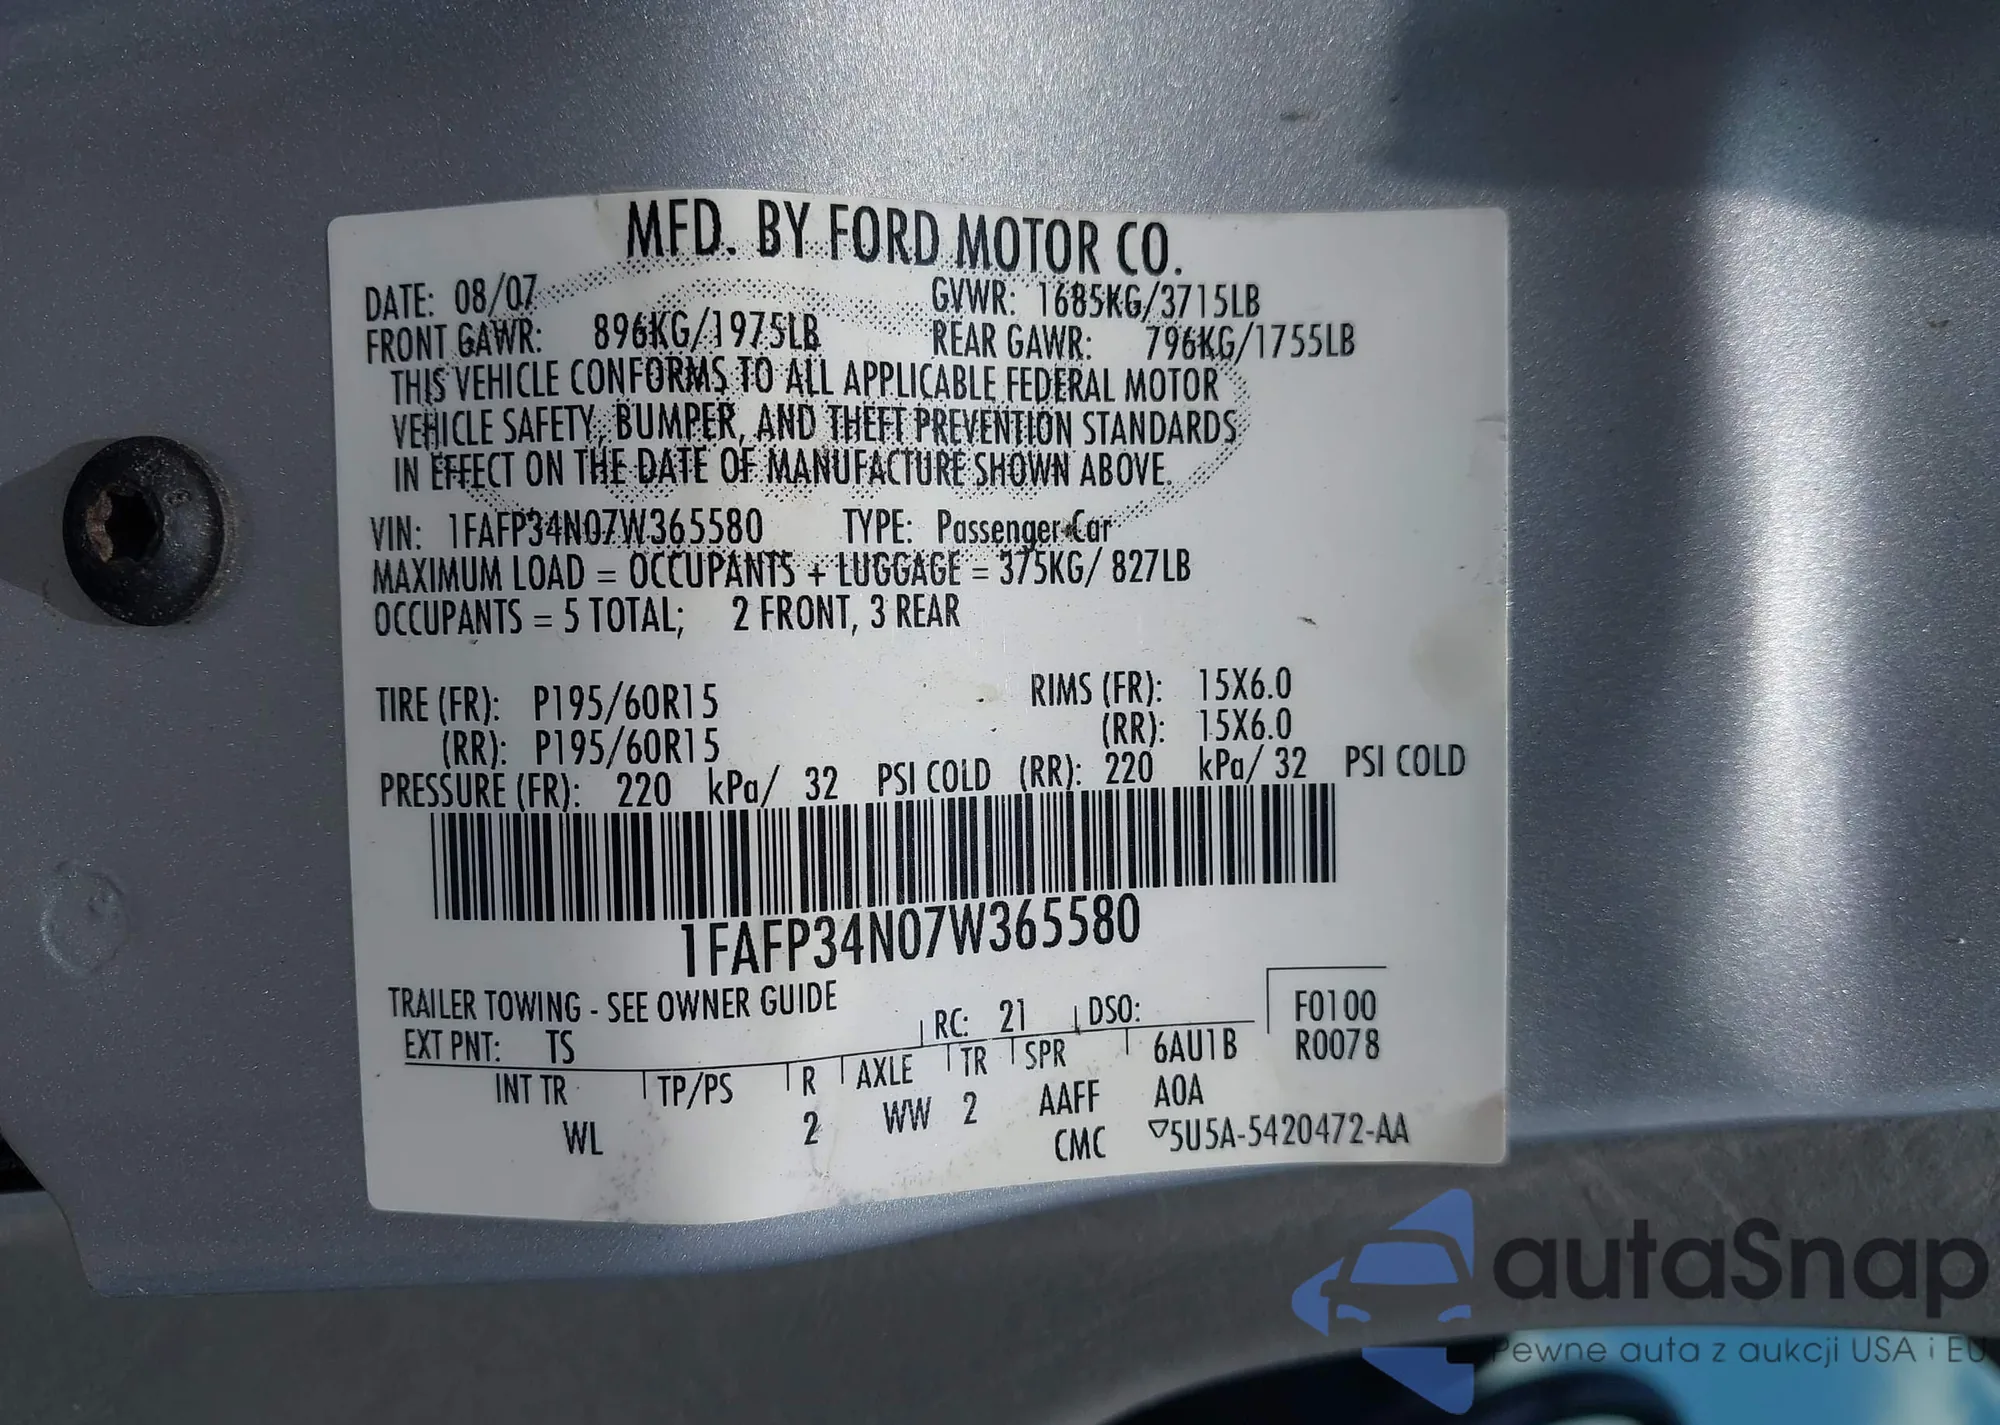 MFD. BY FORD MOTOR CO.
DATE: 08/07 GVWR: 1685KG/3715LB
FRONT GAWR: 896KG/1975LB REAR GAWR: 796KG/1755LB
THIS VEHICLE CONFORMS TO ALL APPLICABLE FEDERAL MOTOR
VEHICLE SAFETY, BUMPER, AND THEFT PREVENTION STANDARDS
IN EFFECT ON THE DATE OF MANUFACTURE SHOWN ABOVE.
VIN: 1FAFP34N07W365580 TYPE: Passenger Car
MAXIMUM LOAD = OCCUPANTS + LUGGAGE = 375KG/ 827LB
OCCUPANTS = 5 TOTAL; 2 FRONT, 3 REAR
TIRE (FR): P195/60R15 RIMS (FR): 15X6.0
(RR): P195/60R15 (RR): 15X6.0
PRESSURE (FR): 220 kPa/ 32 PSI COLD (RR): 220 kPa/ 32 PSI COLD
1FAFP34N07W365580
TRAILER TOWING - SEE OWNER GUIDE
EXT PNT: TS RC: 21 DSO: F0100
INT TR TP/PS R AXLE TR SPR 6AU1B R0078
WL 2 WW 2 AAFF A0A
CMC ▽5U5A-5420472-AA
autaSnap
Pewne auta z aukcji USA i EU